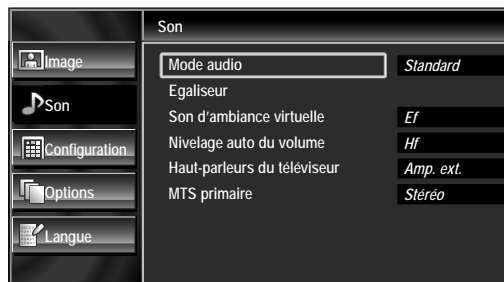 Son
Image
Son
Configuration
Options
Langue
Mode audio Standard
Egaliseur
Son d'ambiance virtuelle Ef
Nivelage auto du volume Hf
Haut-parleurs du téléviseur Amp. ext.
MTS primaire Stéréo